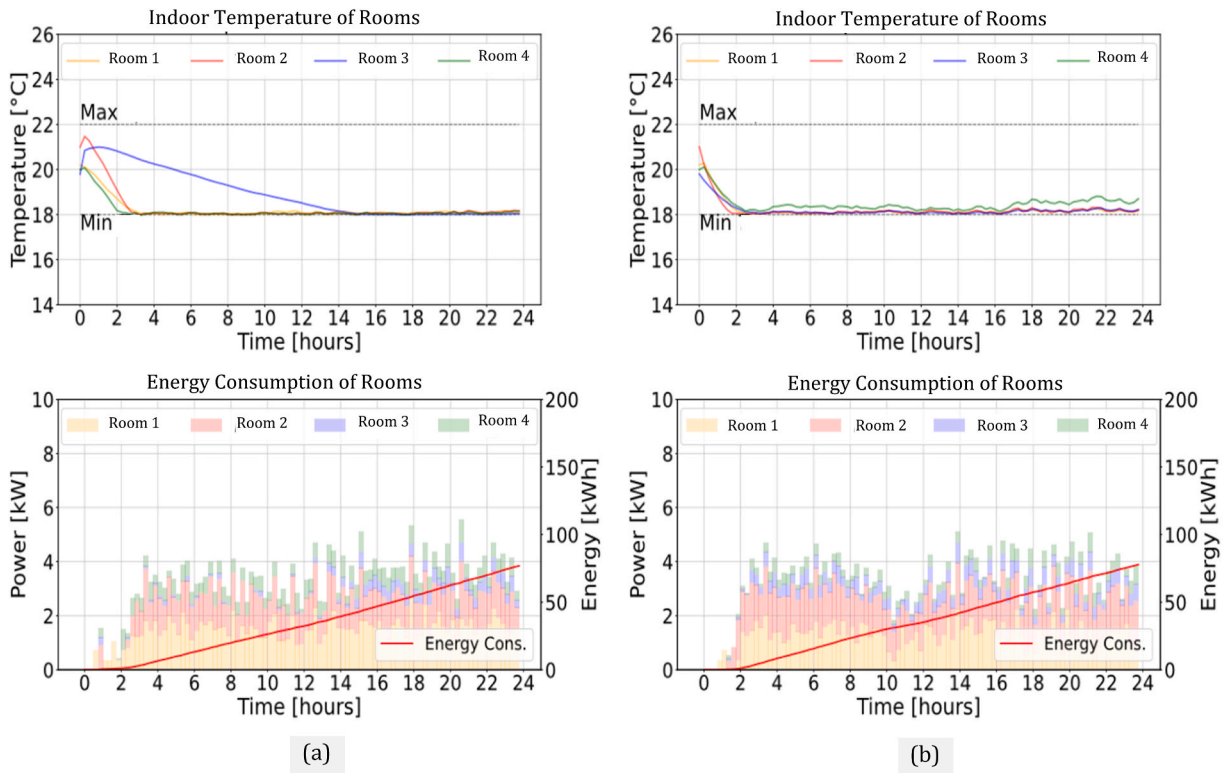 Indoor Temperature of Rooms
26
24
22
20
18
16
14
Temperature [°C]
Room 1 Room 2 Room 3 Room 4
Max
Min
0 2 4 6 8 10 12 14 16 18 20 22 24
Time [hours]
Indoor Temperature of Rooms
26
24
22
20
18
16
14
Temperature [°C]
Room 1 Room 2 Room 3 Room 4
Max
Min
0 2 4 6 8 10 12 14 16 18 20 22 24
Time [hours]
Energy Consumption of Rooms
10
8
6
4
2
0
Power [kW]
Room 1 Room 2 Room 3 Room 4
200
150
100
50
0
Energy [kWh]
Energy Cons.
0 2 4 6 8 10 12 14 16 18 20 22 24
Time [hours]
(a)
Energy Consumption of Rooms
10
8
6
4
2
0
Power [kW]
Room 1 Room 2 Room 3 Room 4
200
150
100
50
0
Energy [kWh]
Energy Cons.
0 2 4 6 8 10 12 14 16 18 20 22 24
Time [hours]
(b)